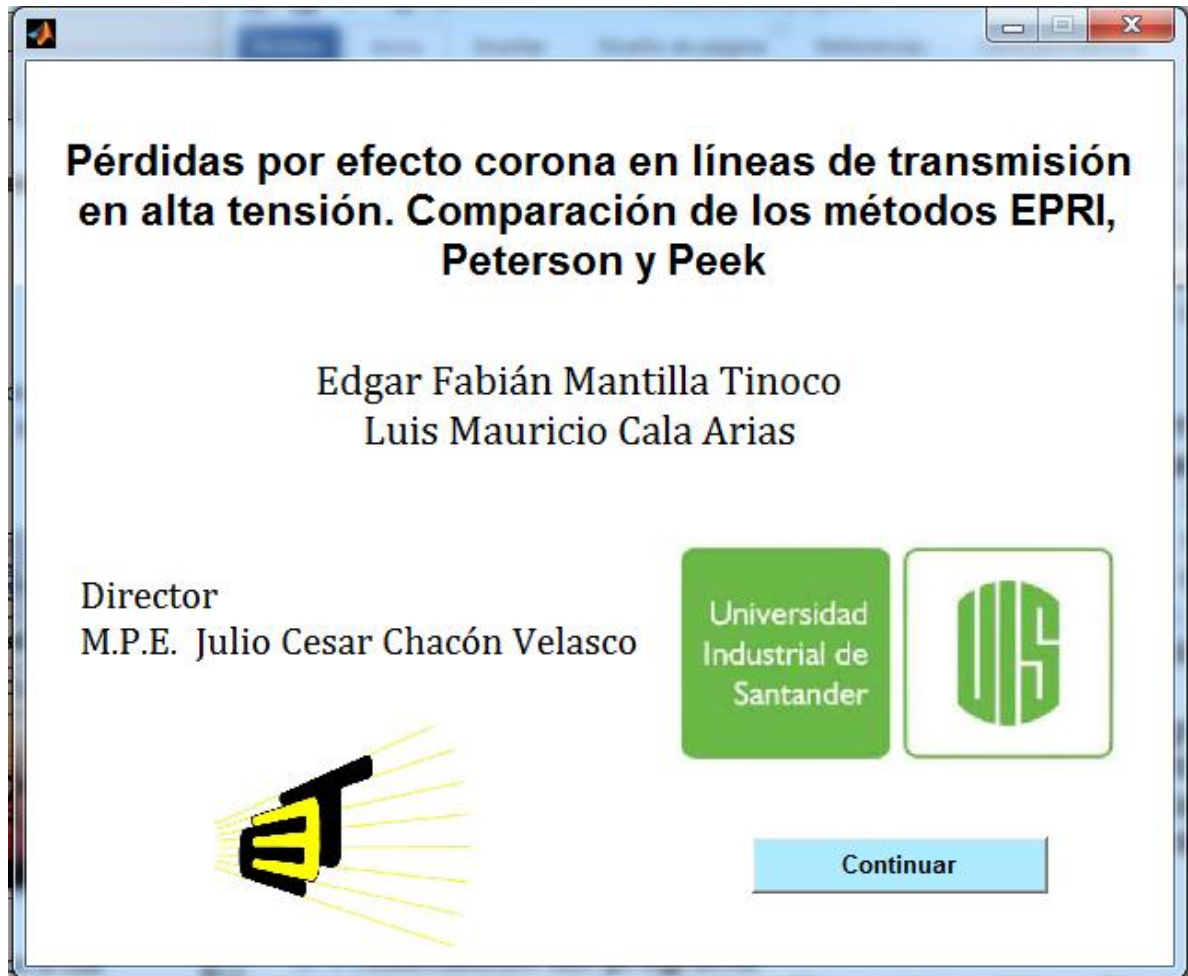 Pérdidas por efecto corona en líneas de transmisión
en alta tensión. Comparación de los métodos EPRI,
Peterson y Peek
Edgar Fabián Mantilla Tinoco
Luis Mauricio Cala Arias
Director
M.P.E. Julio Cesar Chacón Velasco
Universidad
Industrial de
Santander
UIS
Continuar